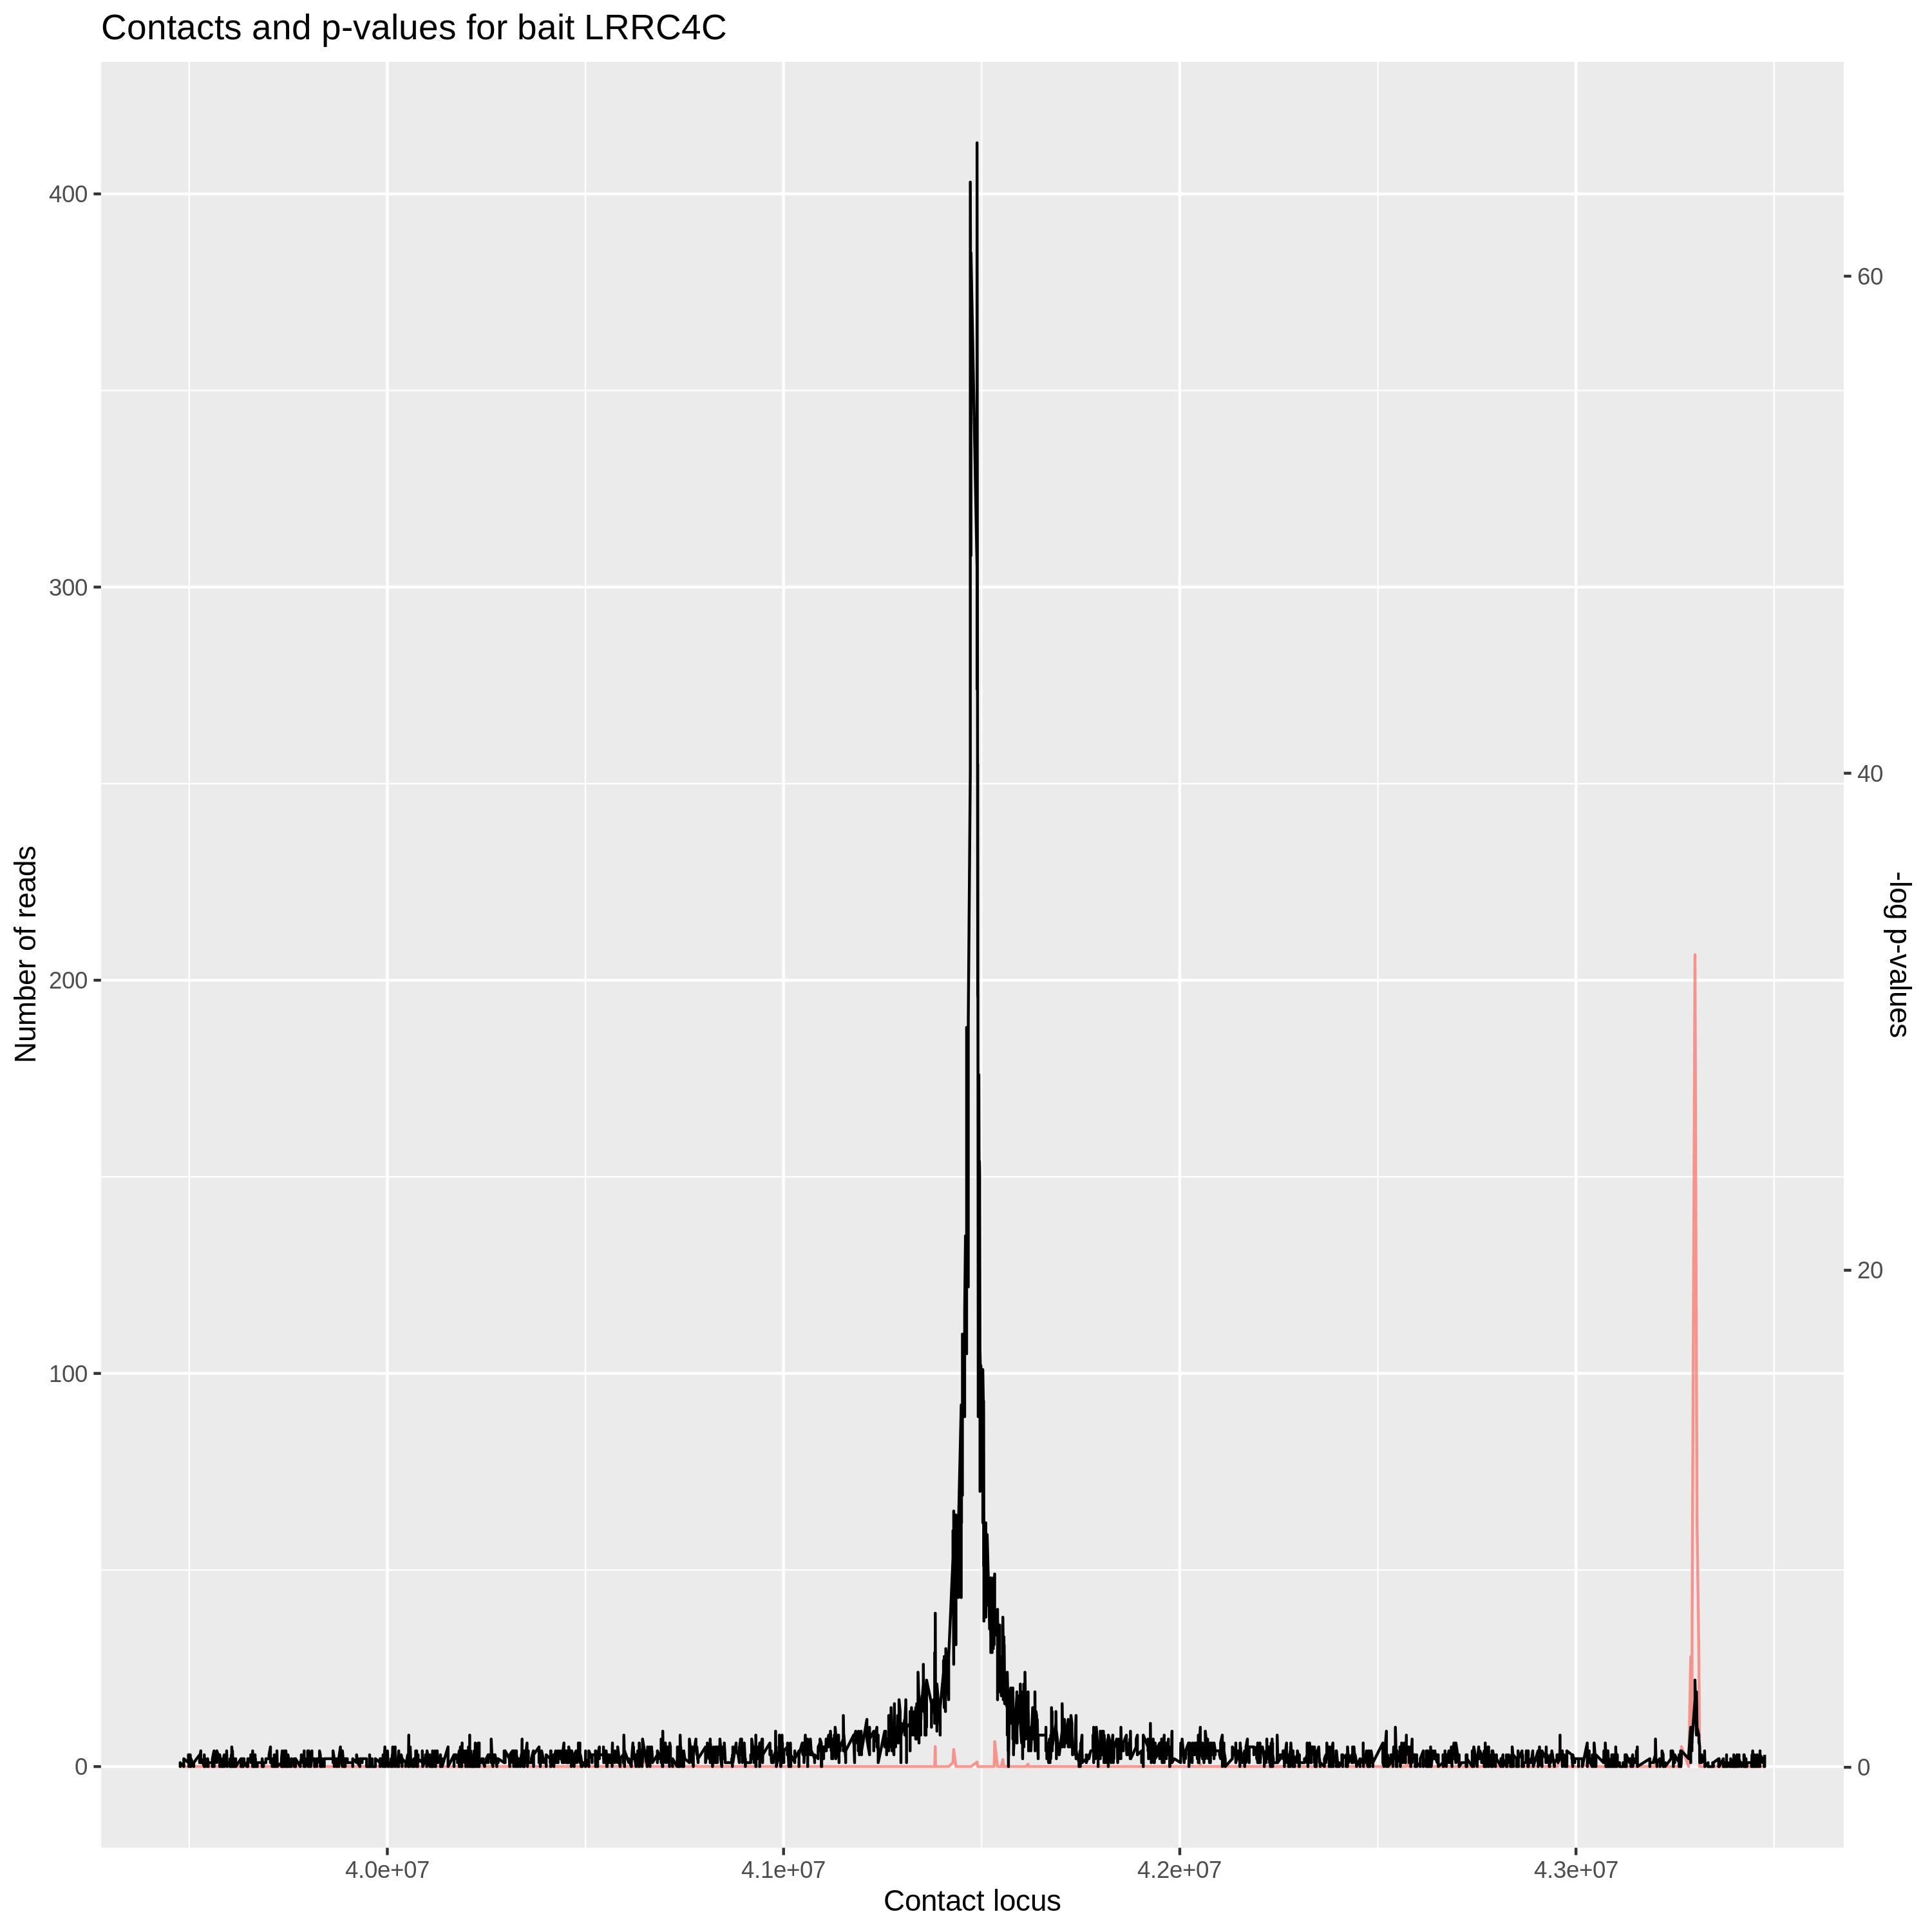 Contacts and p-values for bait LRRC4C
400
300
200
100
0
Number of reads
60
40
20
0
-log p-values
4.0e+07
4.1e+07
4.2e+07
4.3e+07
Contact locus